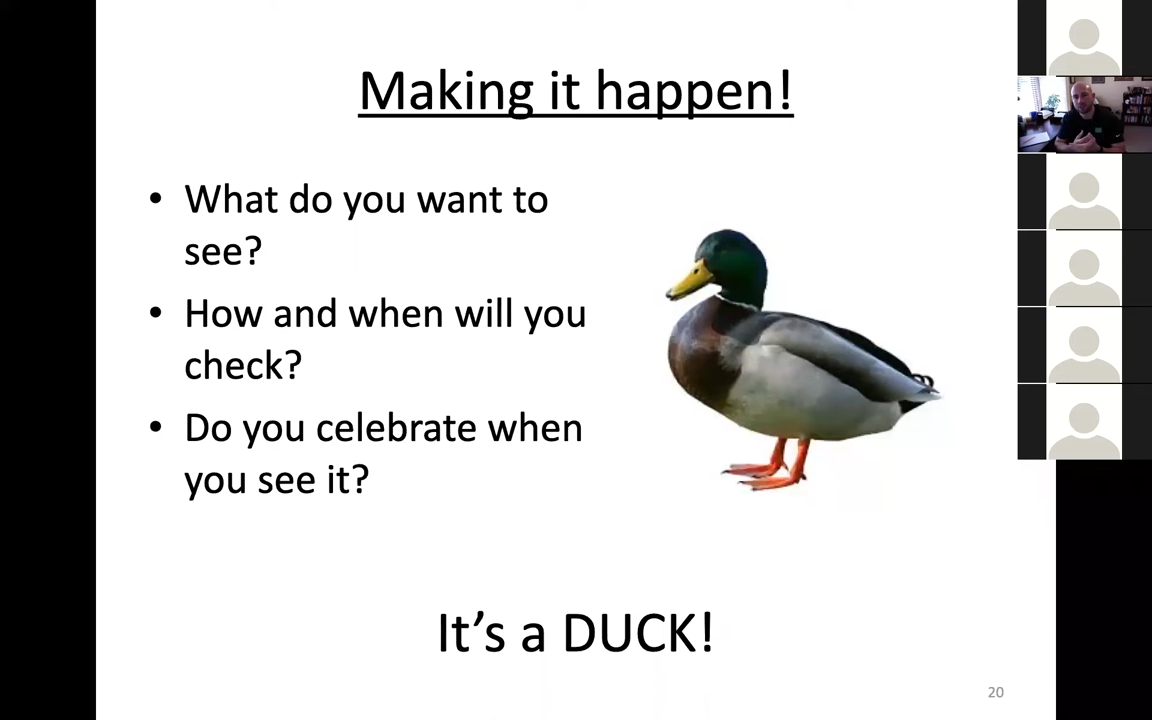 Making it happen!
• What do you want to
see?
• How and when will you
check?
• Do you celebrate when
you see it?
It's a DUCK!
20